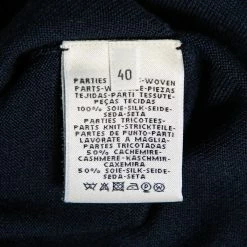 40
PARTIES WOVEN
PARTS-W PIEZAS
TEJIDAS-PARTI TESSUTE-
PEÇAS TECIDAS
100% SOIE-SILK-SEIDE-
SEDA-SETA
PARTIES TRICOTEES-
PARTS KNIT-STRICKTEILE-
PARTES DE PUNTO-PARTI
LAVORATE A MAGLIA-
PARTES TRICOTADAS
50% CACHEMIRE-
CASHMERE-KASCHMIR-
CAXEMIRA
50% SOIE-SILK-SEIDE-
SEDA-SETA